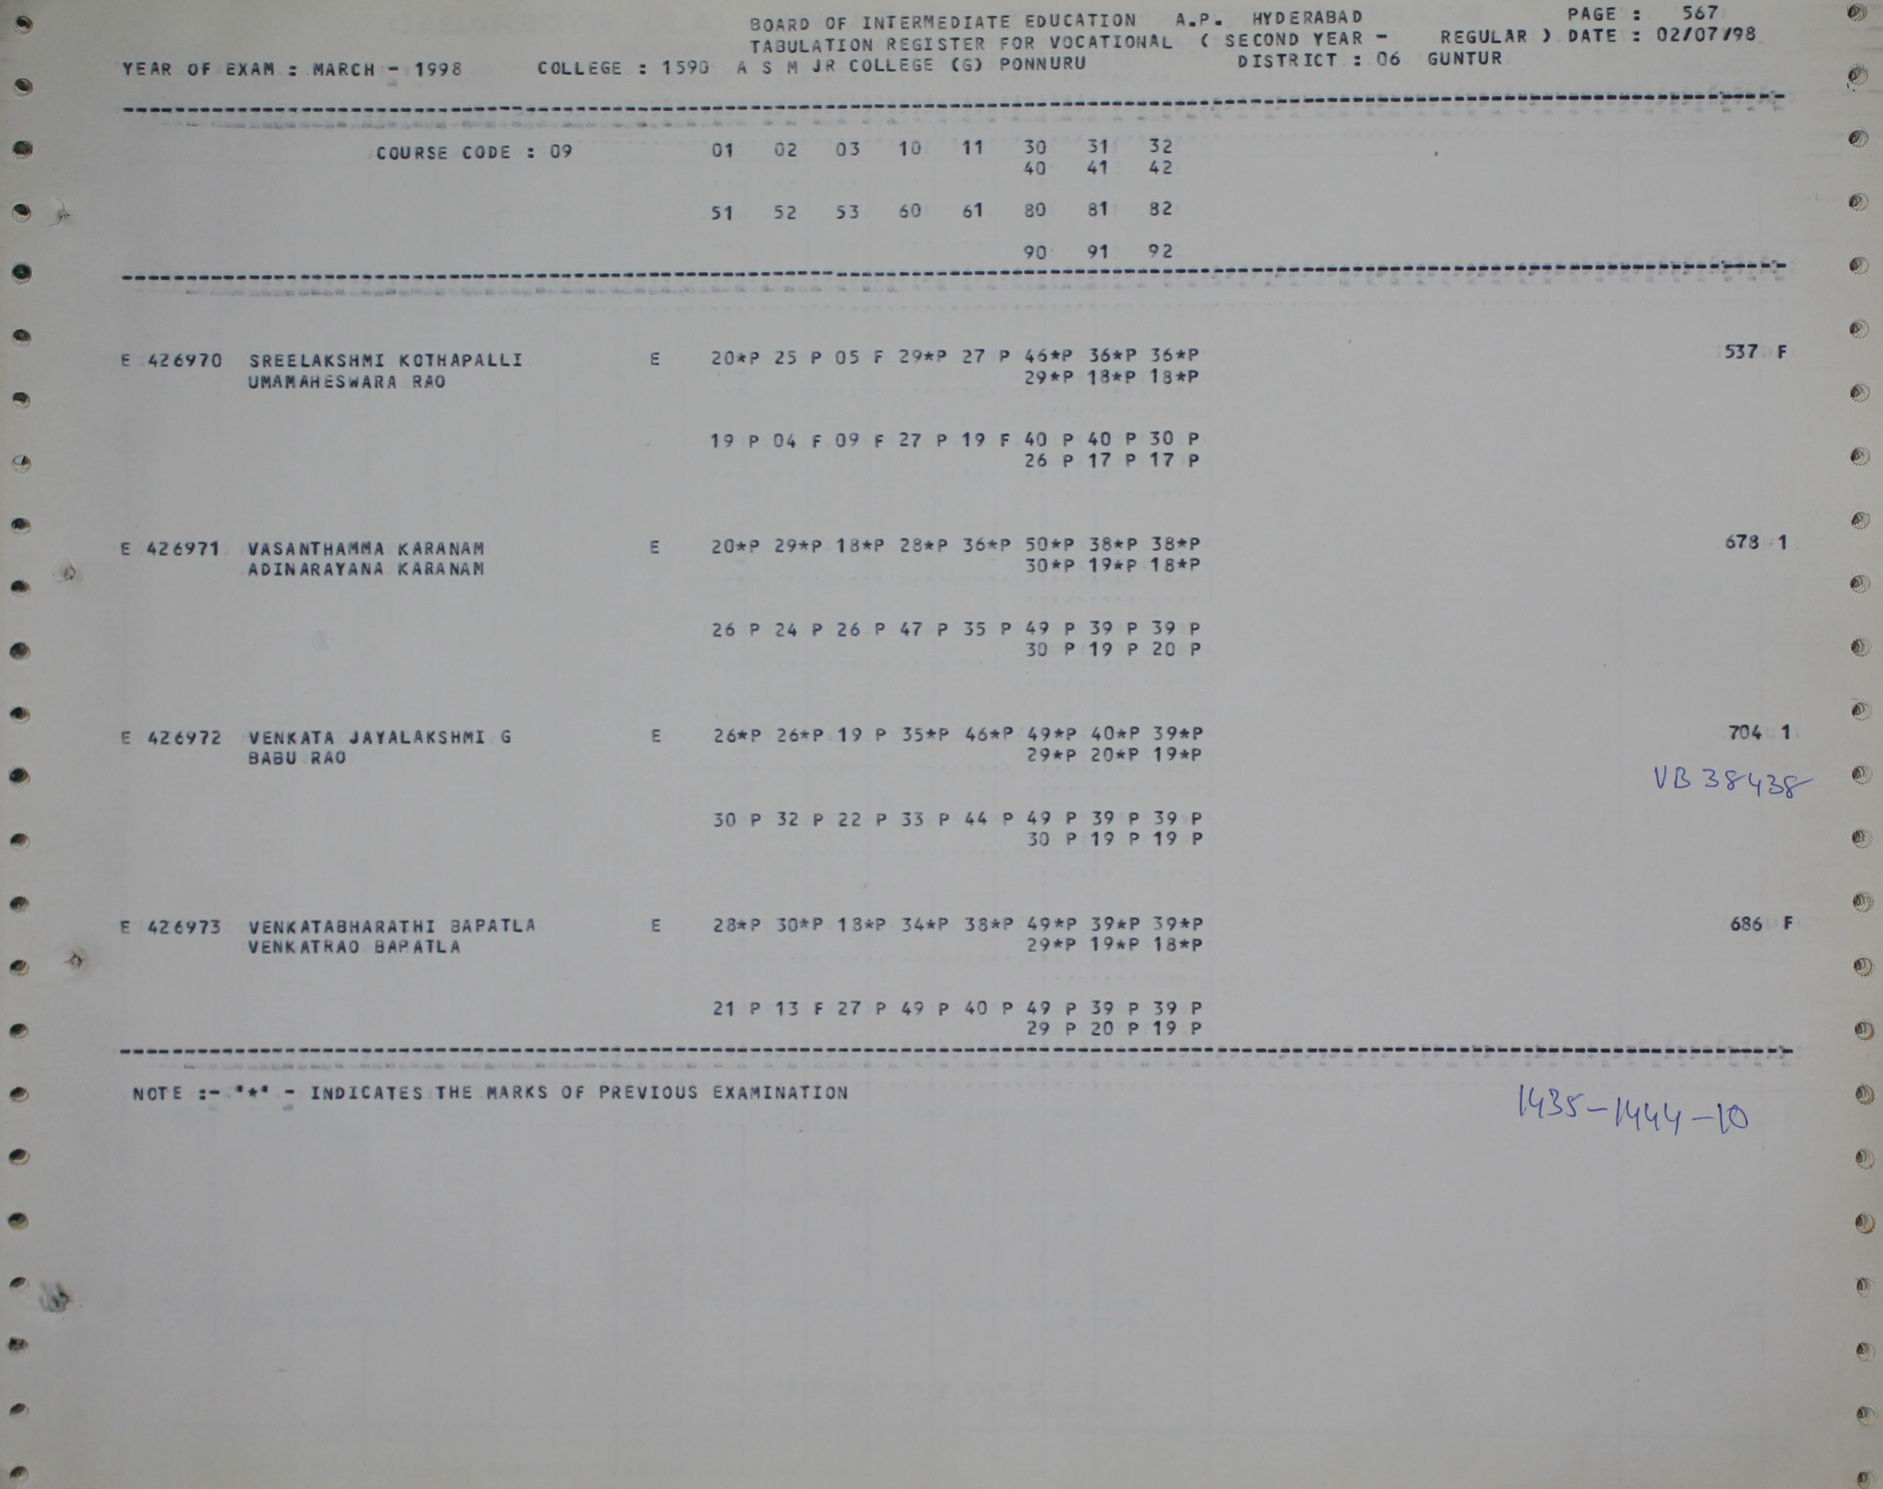 BOARD OF INTERMEDIATE EDUCATION A.P. HYDERABAD PAGE : 567
TABULATION REGISTER FOR VOCATIONAL ( SECOND YEAR - REGULAR ) DATE : 02/07/98
YEAR OF EXAM : MARCH - 1998 COLLEGE : 1590 A S M JR COLLEGE (G) PONNURU DISTRICT : 06 GUNTUR
COURSE CODE : 09 01 02 03 10 11 30 31 32
40 41 42
51 52 53 60 61 80 81 82
90 91 92
E 426970 SREELAKSHMI KOTHAPALLI E 20*P 25 P 05 F 29*P 27 P 46*P 36*P 36*P 537 F
UMAMAHESWARA RAO 29*P 18*P 18*P
19 P 04 F 09 F 27 P 19 F 40 P 40 P 30 P
26 P 17 P 17 P
E 426971 VASANTHAMMA KARANAM E 20*P 29*P 18*P 28*P 36*P 50*P 38*P 38*P 678 1
ADINARAYANA KARANAM 30*P 19*P 18*P
26 P 24 P 26 P 47 P 35 P 49 P 39 P 39 P
30 P 19 P 20 P
E 426972 VENKATA JAYALAKSHMI G E 26*P 26*P 19 P 35*P 46*P 49*P 40*P 39*P 704 1
BABU RAO 29*P 20*P 19*P
VB 38438
30 P 32 P 22 P 33 P 44 P 49 P 39 P 39 P
30 P 19 P 19 P
E 426973 VENKATABHARATHI BAPATLA E 28*P 30*P 18*P 34*P 38*P 49*P 39*P 39*P 686 F
VENKATRAO BAPATLA 29*P 19*P 18*P
21 P 13 F 27 P 49 P 40 P 49 P 39 P 39 P
29 P 20 P 19 P
NOTE :- "*" - INDICATES THE MARKS OF PREVIOUS EXAMINATION
1435-1444-10